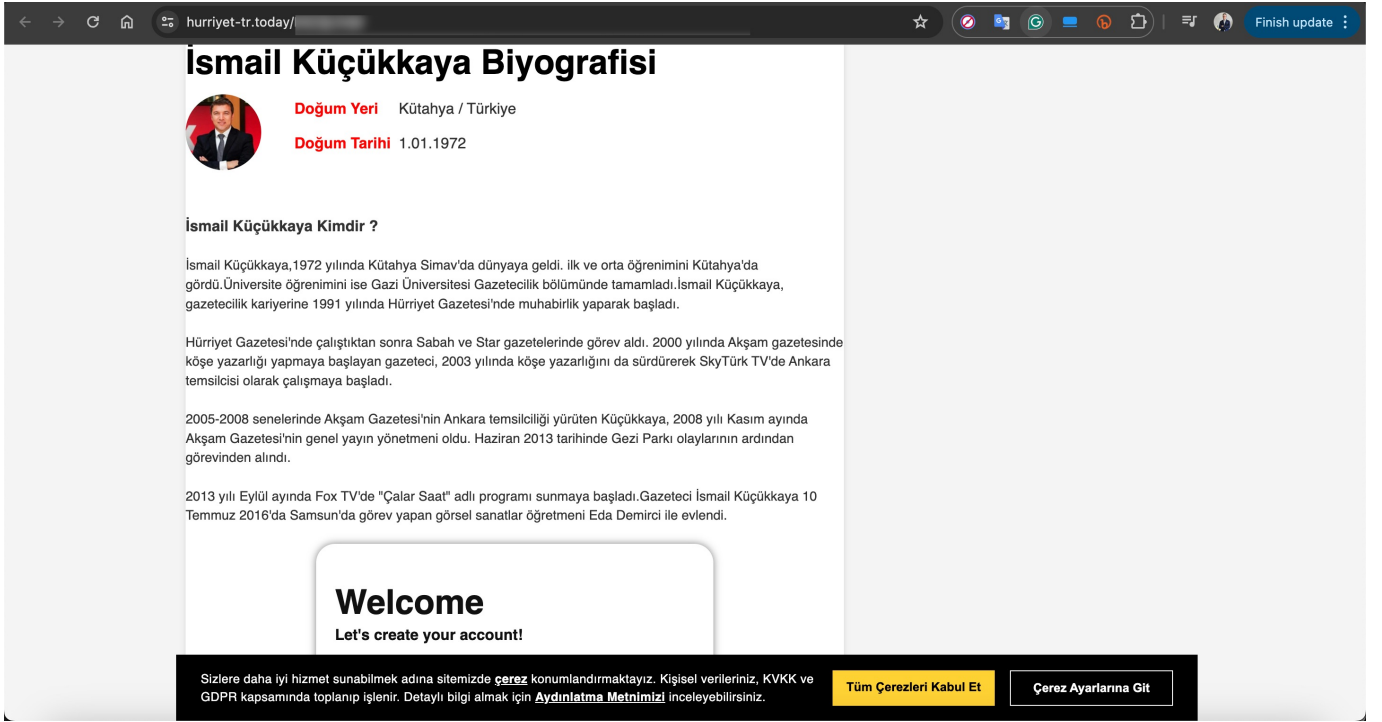 hurriyet-tr.today/
Finish update
İsmail Küçükkaya Biyografisi
Doğum Yeri Kütahya / Türkiye
Doğum Tarihi 1.01.1972
İsmail Küçükkaya Kimdir ?
İsmail Küçükkaya,1972 yılında Kütahya Simav'da dünyaya geldi. ilk ve orta öğrenimini Kütahya'da
gördü.Üniversite öğrenimini ise Gazi Üniversitesi Gazetecilik bölümünde tamamladı.İsmail Küçükkaya,
gazetecilik kariyerine 1991 yılında Hürriyet Gazetesi'nde muhabirlik yaparak başladı.
Hürriyet Gazetesi'nde çalıştıktan sonra Sabah ve Star gazetelerinde görev aldı. 2000 yılında Akşam gazetesinde
köşe yazarlığı yapmaya başlayan gazeteci, 2003 yılında köşe yazarlığını da sürdürerek SkyTürk TV'de Ankara
temsilcisi olarak çalışmaya başladı.
2005-2008 senelerinde Akşam Gazetesi'nin Ankara temsilciliği yürüten Küçükkaya, 2008 yılı Kasım ayında
Akşam Gazetesi'nin genel yayın yönetmeni oldu. Haziran 2013 tarihinde Gezi Parkı olaylarının ardından
görevinden alındı.
2013 yılı Eylül ayında Fox TV'de "Çalar Saat" adlı programı sunmaya başladı.Gazeteci İsmail Küçükkaya 10
Temmuz 2016'da Samsun'da görev yapan görsel sanatlar öğretmeni Eda Demirci ile evlendi.
Welcome
Let's create your account!
Sizlere daha iyi hizmet sunabilmek adına sitemizde çerez konumlandırmaktayız. Kişisel verileriniz, KVKK ve
GDPR kapsamında toplanıp işlenir. Detaylı bilgi almak için Aydınlatma Metnimizi inceleyebilirsiniz.
Tüm Çerezleri Kabul Et
Çerez Ayarlarına Git